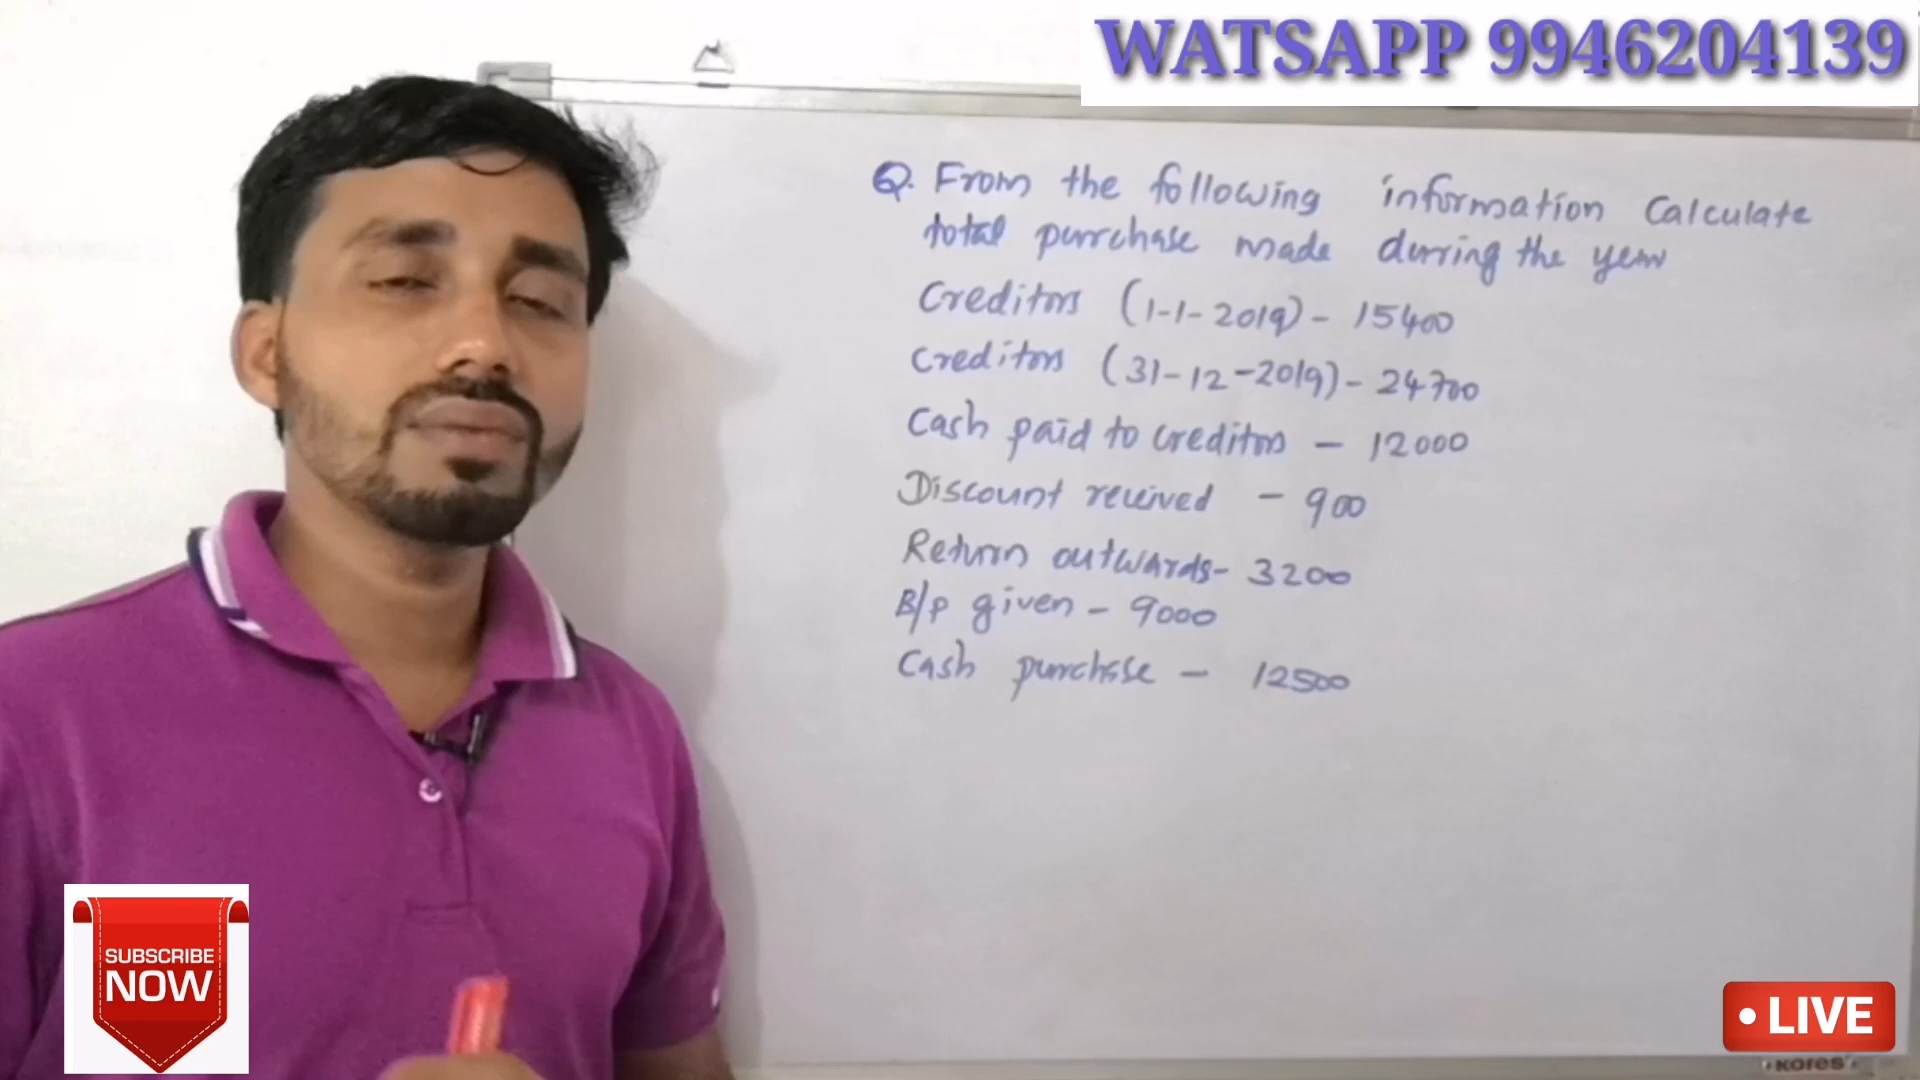 WATSAPP 9946204139
Q. From the following information Calculate
total purchase made during the year
Creditors (1-1-2019) - 15400
Creditors (31-12-2019) - 24700
Cash paid to creditors - 12000
Discount received - 900
Return outwards- 3200
B/P given - 9000
Cash purchsse - 12500
SUBSCRIBE
NOW
• LIVE
Kores